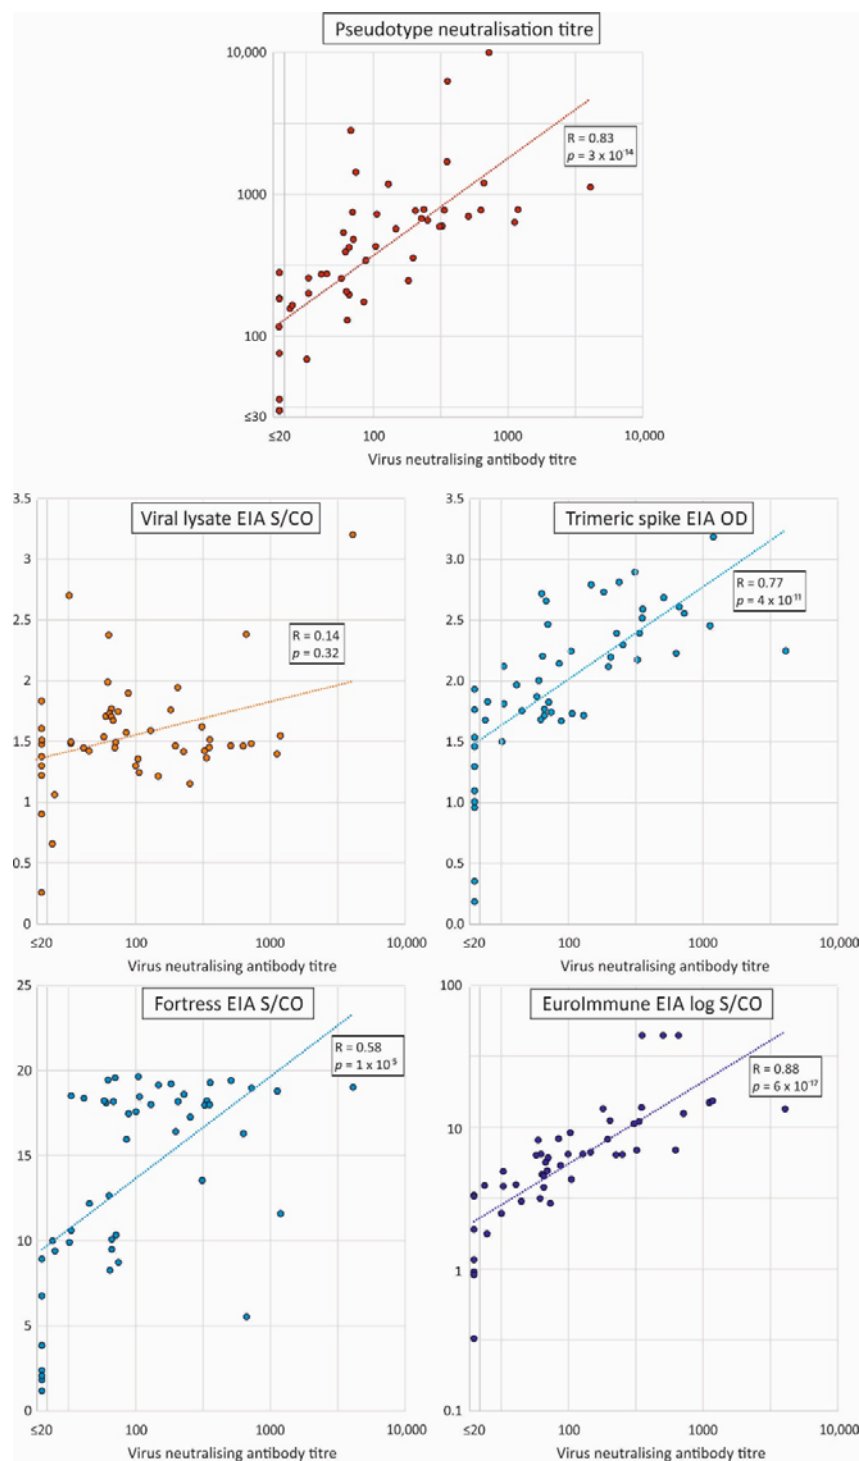 Pseudotype neutralisation titre
10,000
R = 0.83
p = 3 x 10¹⁴
1000
100
≤30
≤20 100 1000 10,000
Virus neutralising antibody titre
Viral lysate EIA S/CO
3.5
3
2.5
2
1.5
1
0.5
0
R = 0.14
p = 0.32
≤20 100 1000 10,000
Virus neutralising antibody titre
Trimeric spike EIA OD
3.5
3.0
2.5
2.0
1.5
1.0
0.5
0.0
R = 0.77
p = 4 x 10¹¹
≤20 100 1000 10,000
Virus neutralising antibody titre
Fortress EIA S/CO
25
20
15
10
5
0
R = 0.58
p = 1 x 10⁵
≤20 100 1000 10,000
Virus neutralising antibody titre
EuroImmune EIA log S/CO
100
10
1
0.1
R = 0.88
p = 6 x 10¹⁷
≤20 100 1000 10,000
Virus neutralising antibody titre